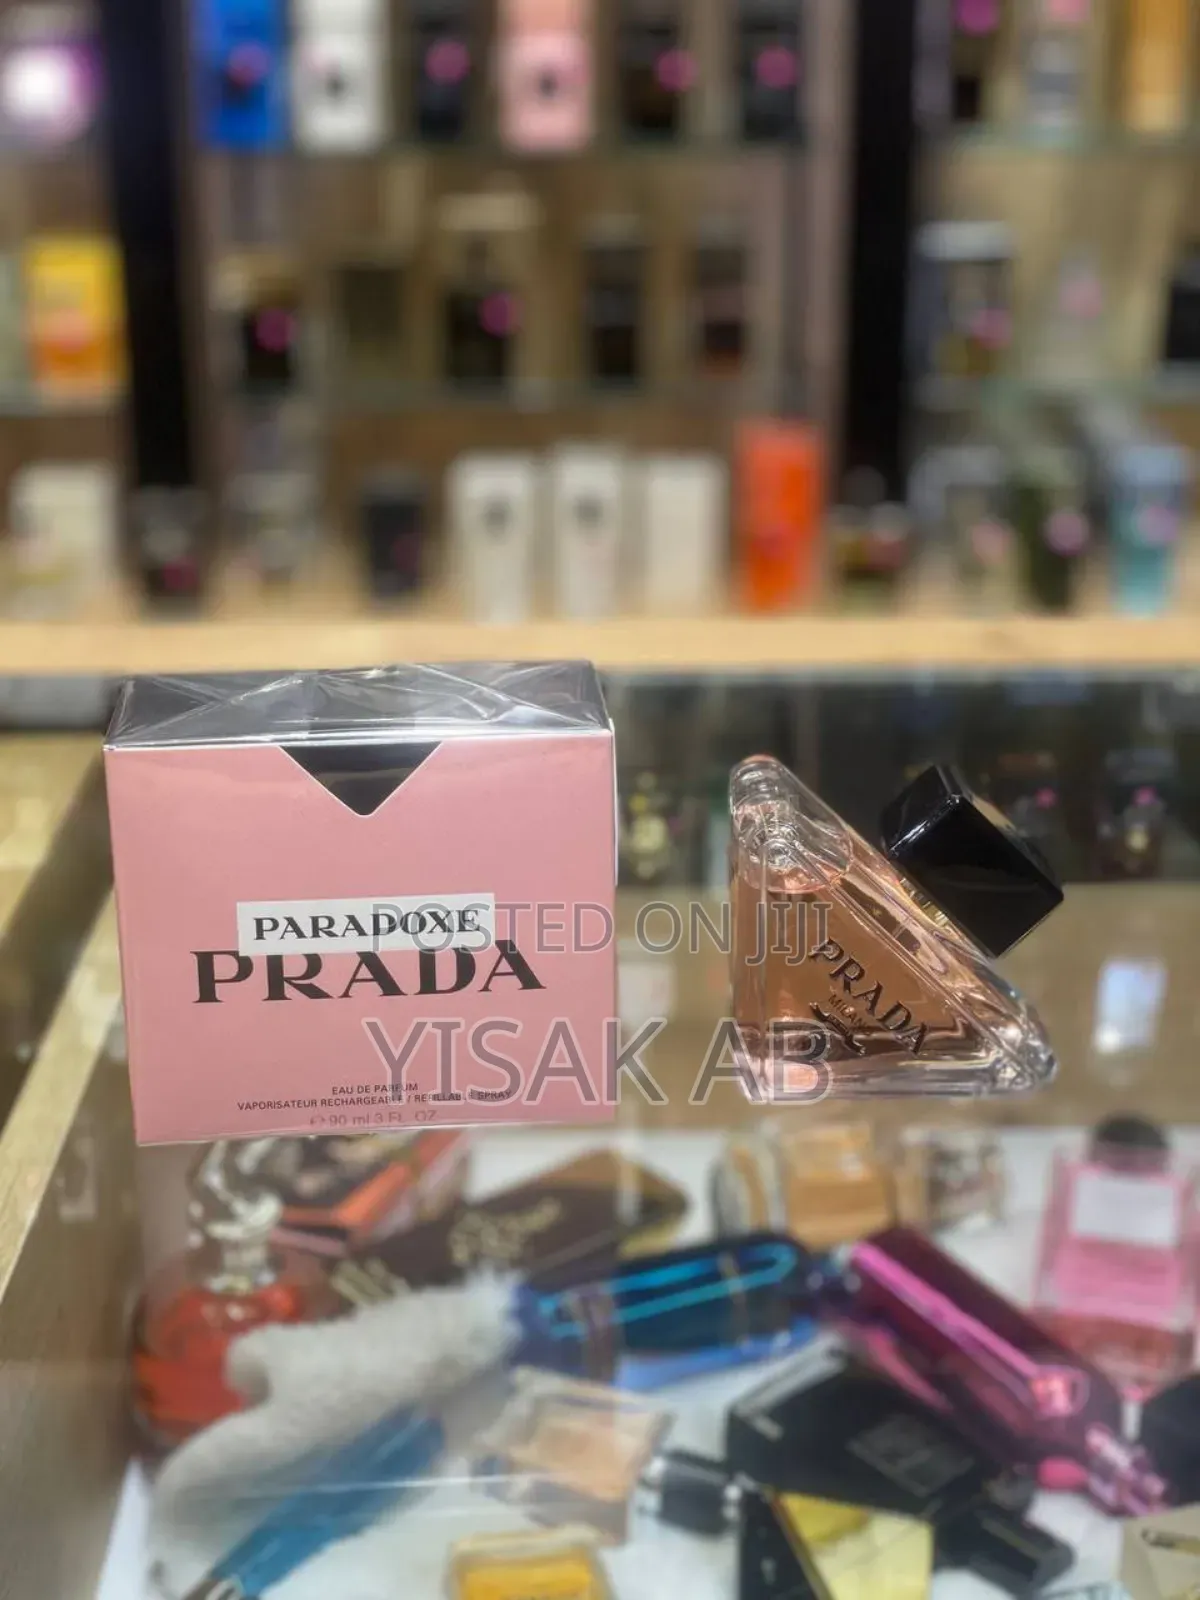 PARADOXE
PRADA
EAU DE PARFUM
VAPORISATEUR RECHARGEABLE / REFILLABLE SPRAY
℮ 90 ml 3 FL. OZ
PRADA
MILANO
POSTED ON JIJI
YISAK AB